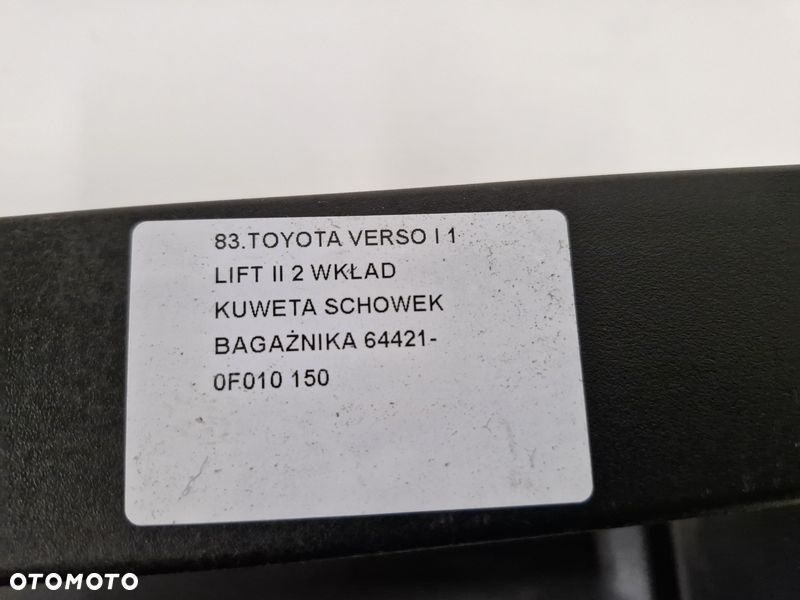 83.TOYOTA VERSO I 1
LIFT II 2 WKŁAD
KUWETA SCHOWEK
BAGAŻNIKA 64421-
0F010 150
OTOMOTO